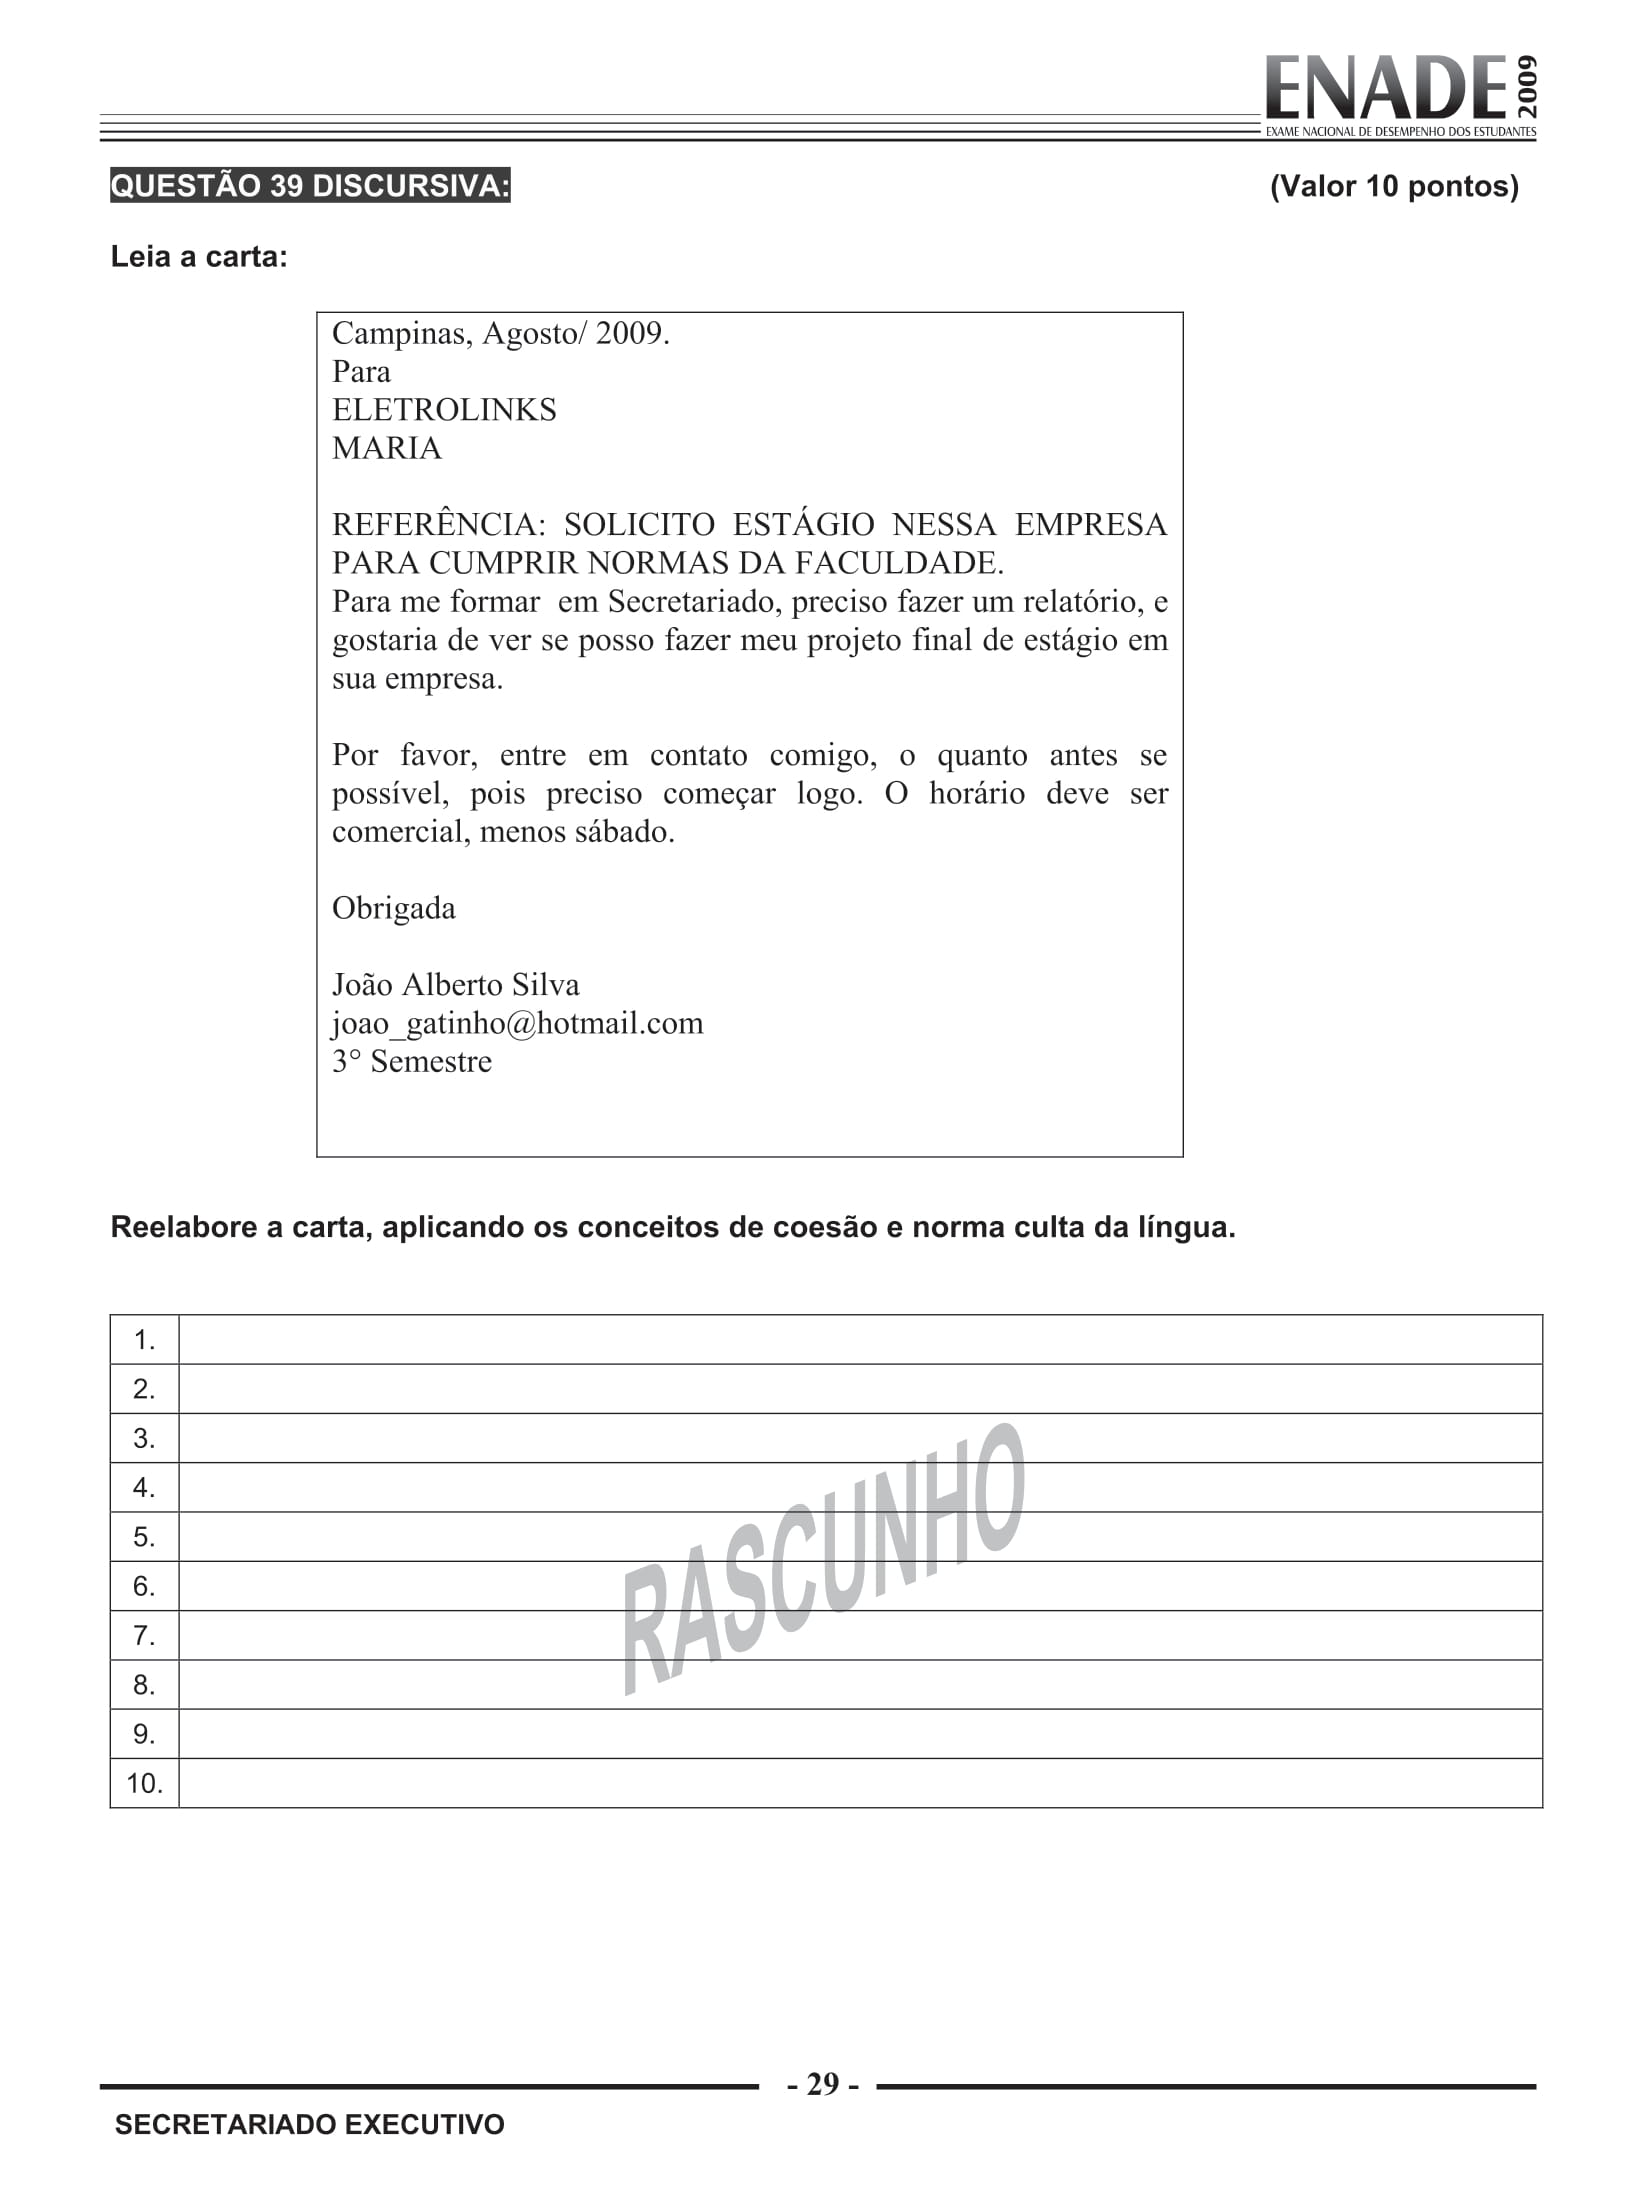 ENADE 2009
EXAME NACIONAL DE DESEMPENHO DOS ESTUDANTES
QUESTÃO 39 DISCURSIVA: (Valor 10 pontos)
Leia a carta:
Campinas, Agosto/ 2009.
Para
ELETROLINKS
MARIA
REFERÊNCIA: SOLICITO ESTÁGIO NESSA EMPRESA
PARA CUMPRIR NORMAS DA FACULDADE.
Para me formar  em Secretariado, preciso fazer um relatório, e
gostaria de ver se posso fazer meu projeto final de estágio em
sua empresa.
Por favor, entre em contato comigo, o quanto antes se
possível, pois preciso começar logo. O horário deve ser
comercial, menos sábado.
Obrigada
João Alberto Silva
joao_gatinho@hotmail.com
3° Semestre
Reelabore a carta, aplicando os conceitos de coesão e norma culta da língua.
1.
2.
3.
4.
5.
6.
7.
8.
9.
10.
RASCUNHO
- 29 -
SECRETARIADO EXECUTIVO